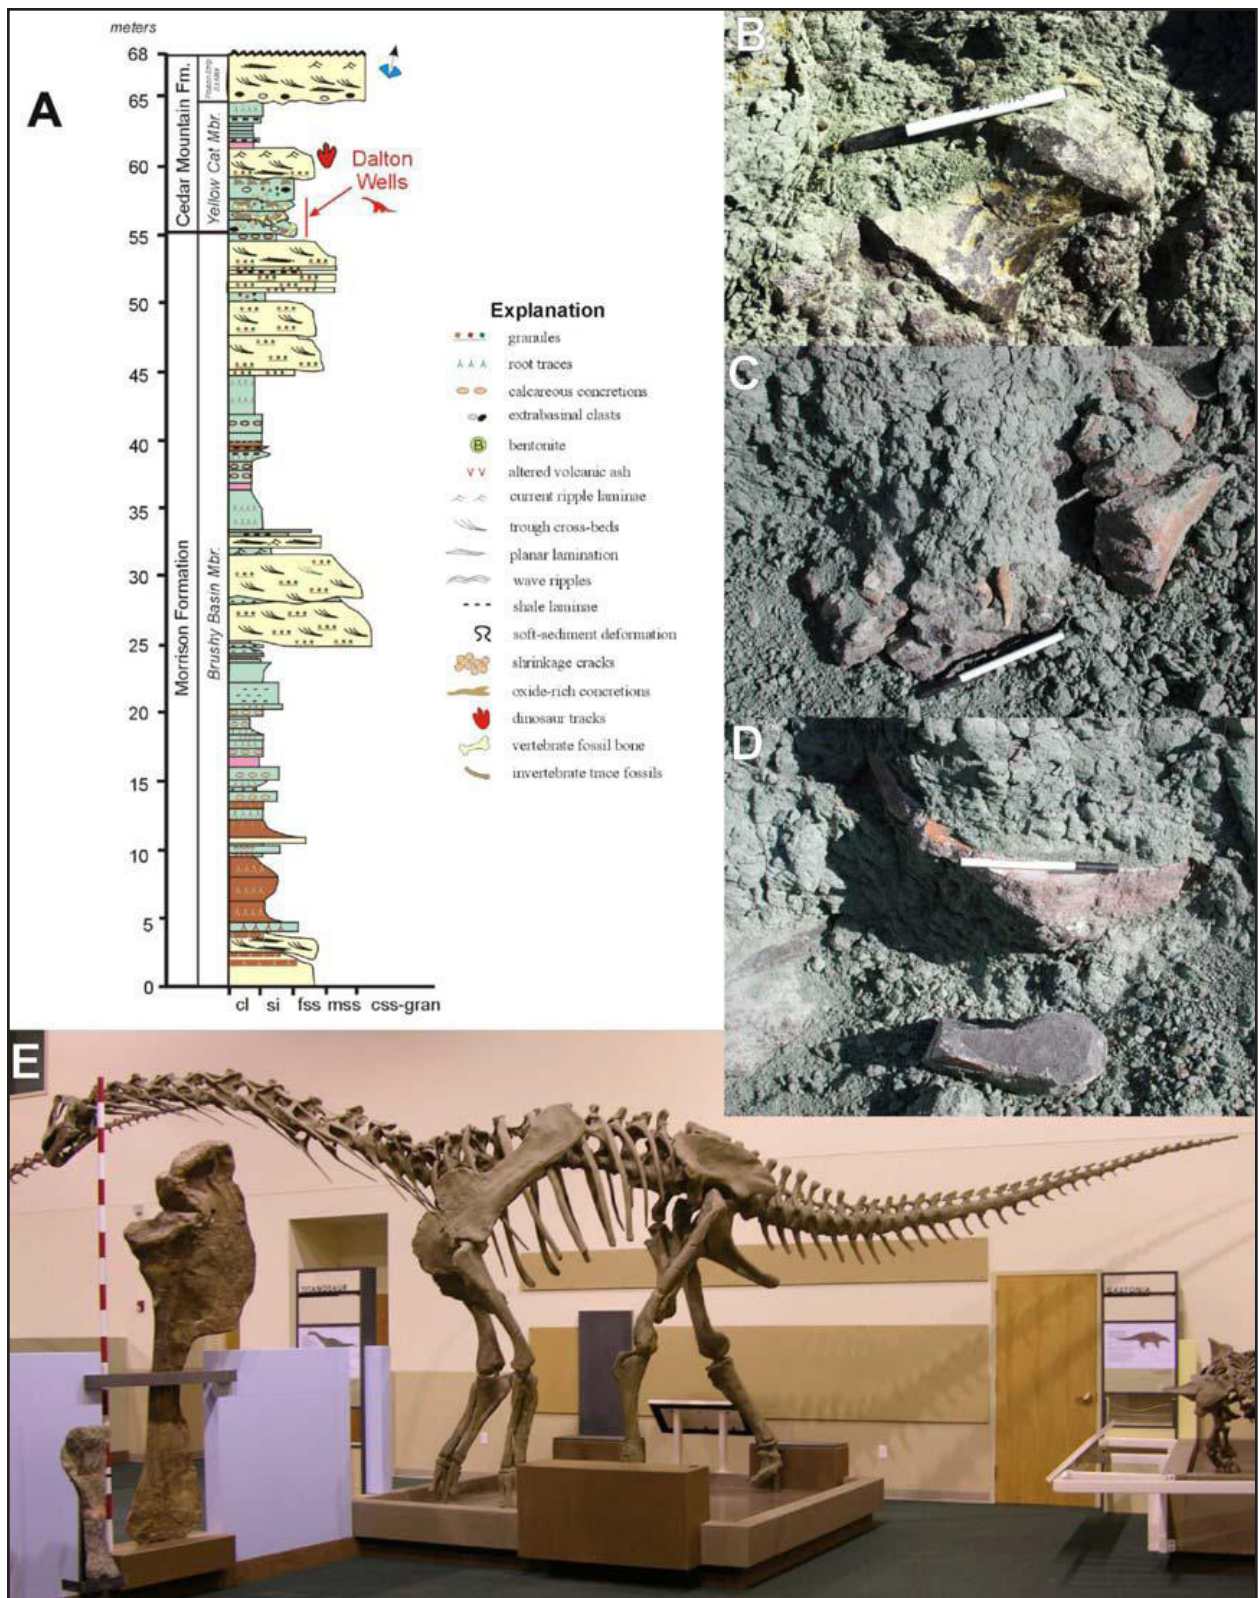 meters
A
68
65
60
55
50
45
40
35
30
25
20
15
10
5
0
Cedar Mountain Fm.
Yellow Cat Mbr.
Morrison Formation
Brushy Basin Mbr.
Dalton
Wells
cl si fss mss css-gran
Explanation
granules
root traces
calcareous concretions
extrabasinal clasts
B bentonite
altered volcanic ash
current ripple laminae
trough cross-beds
planar lamination
wave ripples
shale laminae
soft-sediment deformation
shrinkage cracks
oxide-rich concretions
dinosaur tracks
vertebrate fossil bone
invertebrate trace fossils
B
C
D
E
TITANOSAUR
GASTONIA